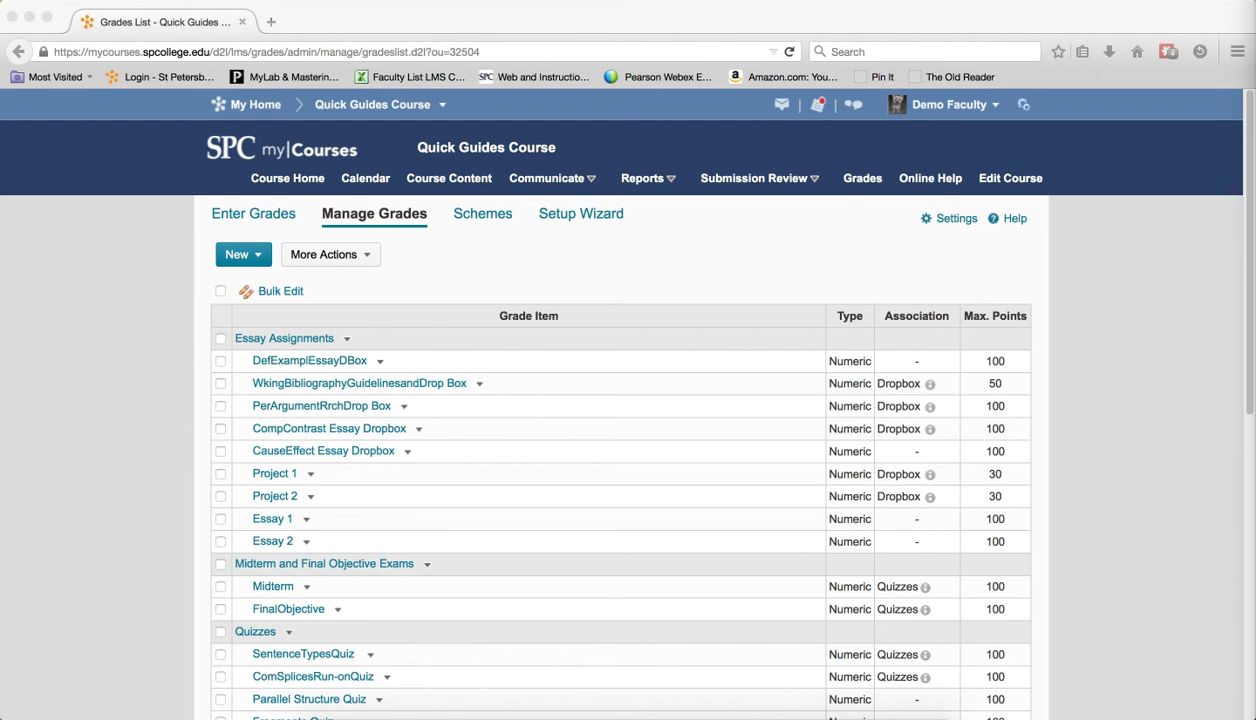 Grades List - Quick Guides ...
https://mycourses.spcollege.edu/d2l/lms/grades/admin/manage/gradeslist.d2l?ou=32504 Search
Most Visited Login - St Petersb... MyLab & Mastering... Faculty List LMS C... SPC Web and Instructio... Pearson Webex E... Amazon.com: You... Pin It The Old Reader
My Home Quick Guides Course Demo Faculty
SPC my|Courses Quick Guides Course
Course Home Calendar Course Content Communicate Reports Submission Review Grades Online Help Edit Course
Enter Grades Manage Grades Schemes Setup Wizard Settings Help
New More Actions
Bulk Edit
Grade Item Type Association Max. Points
Essay Assignments
DefExamplEssayDBox Numeric - 100
WkingBibliographyGuidelinesandDrop Box Numeric Dropbox 50
PerArgumentRrchDrop Box Numeric Dropbox 100
CompContrast Essay Dropbox Numeric Dropbox 100
CauseEffect Essay Dropbox Numeric - 100
Project 1 Numeric Dropbox 30
Project 2 Numeric Dropbox 30
Essay 1 Numeric - 100
Essay 2 Numeric - 100
Midterm and Final Objective Exams
Midterm Numeric Quizzes 100
FinalObjective Numeric Quizzes 100
Quizzes
SentenceTypesQuiz Numeric Quizzes 100
ComSplicesRun-onQuiz Numeric Quizzes 100
Parallel Structure Quiz Numeric 100